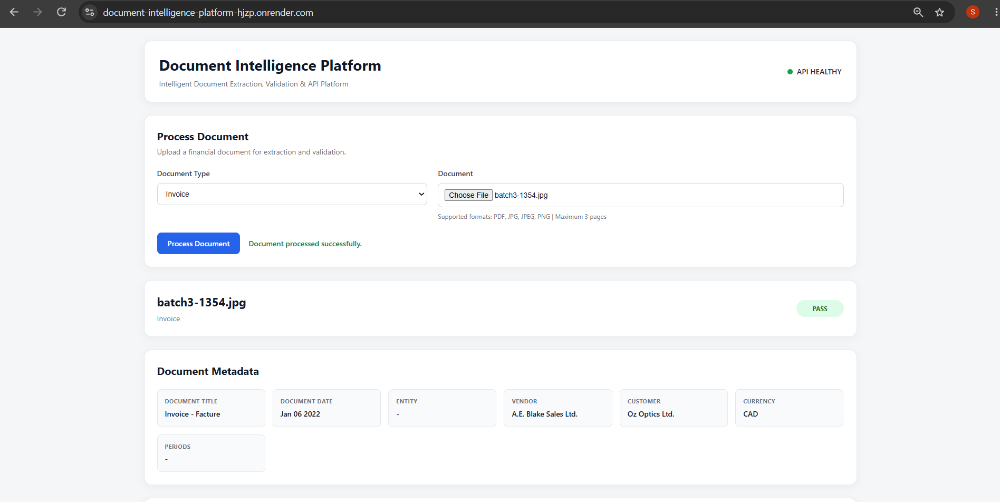 document-intelligence-platform-hjzp.onrender.com
S
Document Intelligence Platform
Intelligent Document Extraction, Validation & API Platform
API HEALTHY
Process Document
Upload a financial document for extraction and validation.
Document Type
Document
Invoice
Choose File batch3-1354.jpg
Supported formats: PDF, JPG, JPEG, PNG | Maximum 3 pages
Process Document
Document processed successfully.
batch3-1354.jpg
Invoice
PASS
Document Metadata
DOCUMENT TITLE
Invoice - Facture
DOCUMENT DATE
Jan 06 2022
ENTITY
-
VENDOR
A.E. Blake Sales Ltd.
CUSTOMER
Oz Optics Ltd.
CURRENCY
CAD
PERIODS
-